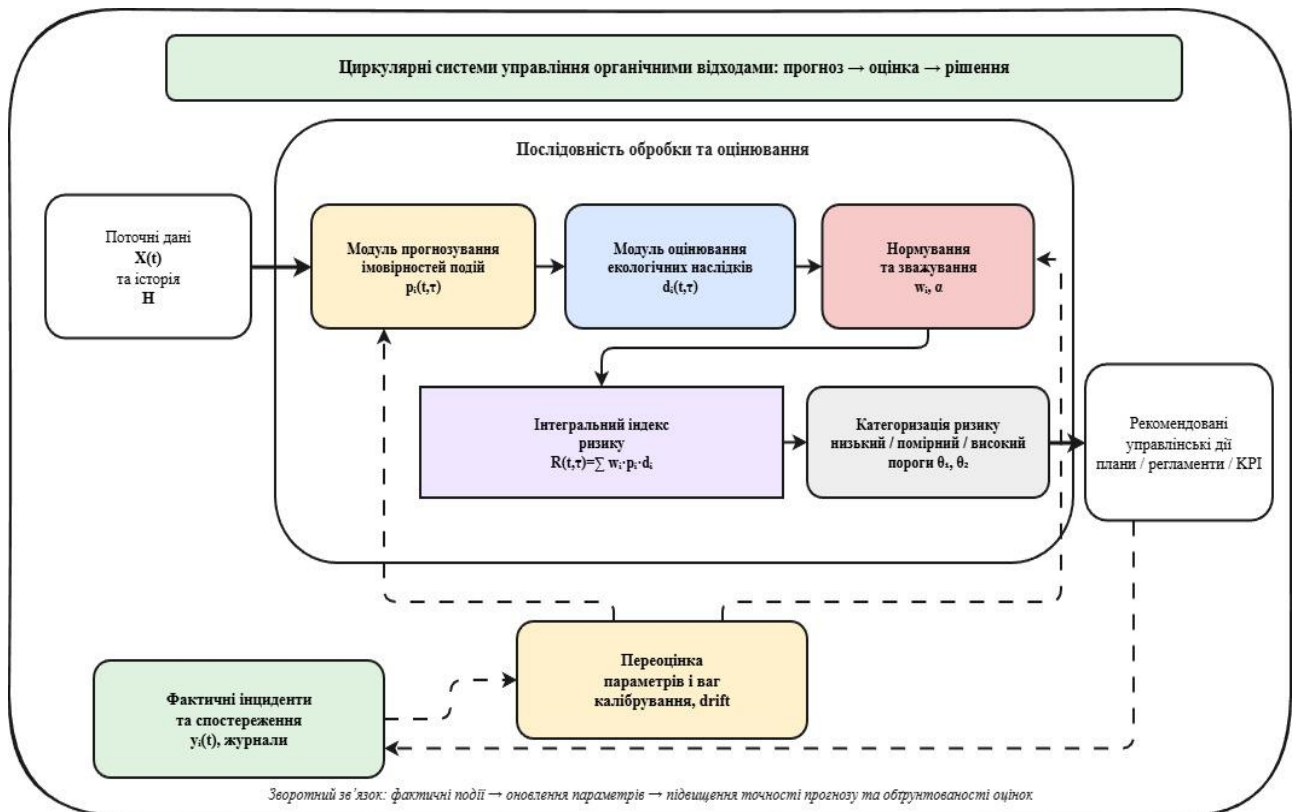 Циркулярні системи управління органічними відходами: прогноз → оцінка → рішення
Послідовність обробки та оцінювання
Поточні дані
X(t)
та історія
H
Модуль прогнозування
імовірностей подій
pᵢ(t,τ)
Модуль оцінювання
екологічних наслідків
dᵢ(t,τ)
Нормування
та зважування
wᵢ, α
Інтегральний індекс
ризику
R(t,τ)=∑ wᵢ·pᵢ·dᵢ
Категоризація ризику
низький / помірний / високий
пороги θ₁, θ₂
Рекомендовані
управлінські дії
плани / регламенти / KPI
Переоцінка
параметрів і ваг
калібрування, drift
Фактичні інциденти
та спостереження
yᵢ(t), журнали
Зворотний зв’язок: фактичні події → оновлення параметрів → підвищення точності прогнозу та обґрунтованості оцінок